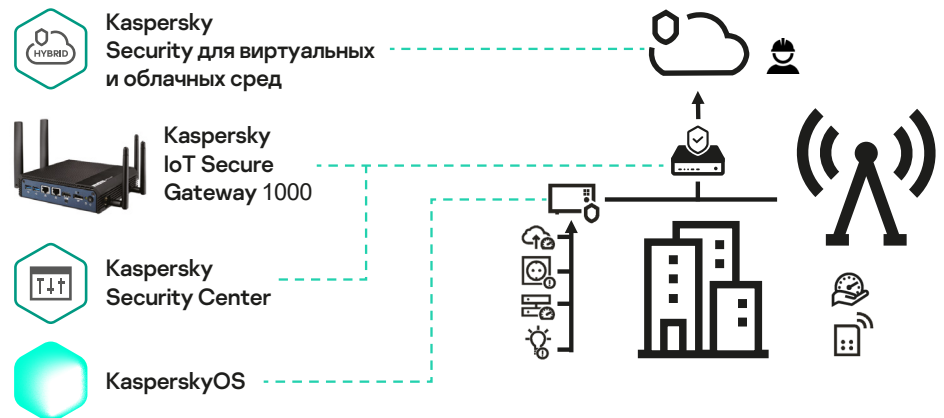 HYBRID
Kaspersky
Security для виртуальных
и облачных сред
Kaspersky
IoT Secure
Gateway 1000
Kaspersky
Security Center
KasperskyOS